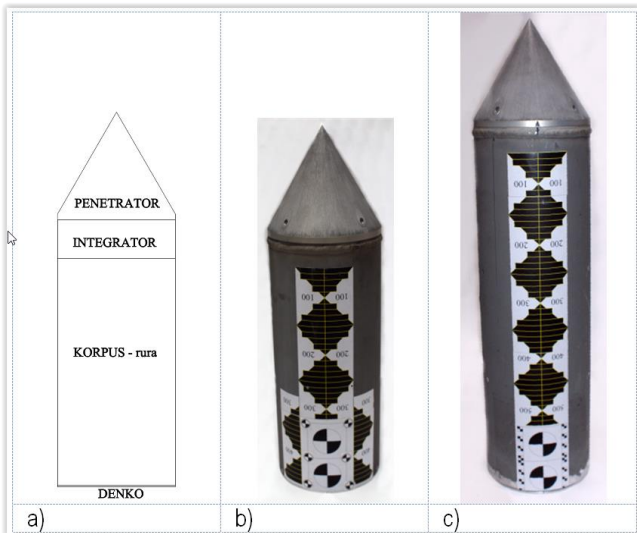 PENETRATOR
INTEGRATOR
KORPUS - rura
DENKO
a)
100 100
200 200
300 300
b)
100 100
200 200
300 300
400 400
500 500
c)